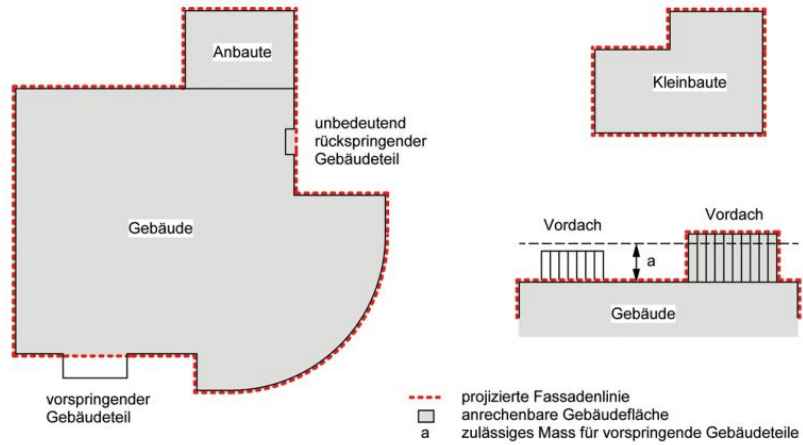 Anbaute
Kleinbaute
unbedeutend
rückspringender
Gebäudeteil
Gebäude
Vordach
Vordach
a
Gebäude
vorspringender
Gebäudeteil
projizierte Fassadenlinie
anrechenbare Gebäudefläche
a zulässiges Mass für vorspringende Gebäudeteile